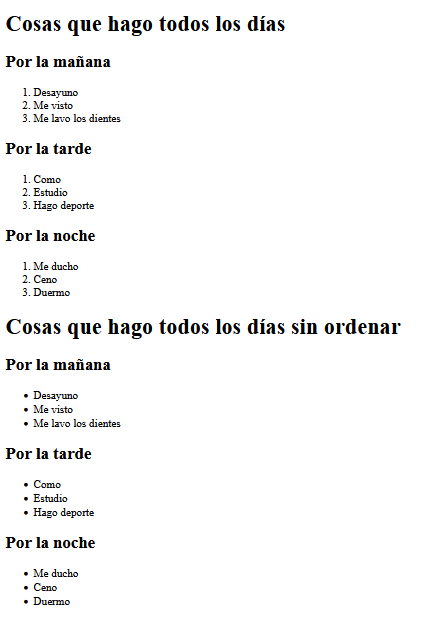 Cosas que hago todos los días
Por la mañana
1. Desayuno
2. Me visto
3. Me lavo los dientes
Por la tarde
1. Como
2. Estudio
3. Hago deporte
Por la noche
1. Me ducho
2. Ceno
3. Duermo
Cosas que hago todos los días sin ordenar
Por la mañana
• Desayuno
• Me visto
• Me lavo los dientes
Por la tarde
• Como
• Estudio
• Hago deporte
Por la noche
• Me ducho
• Ceno
• Duermo